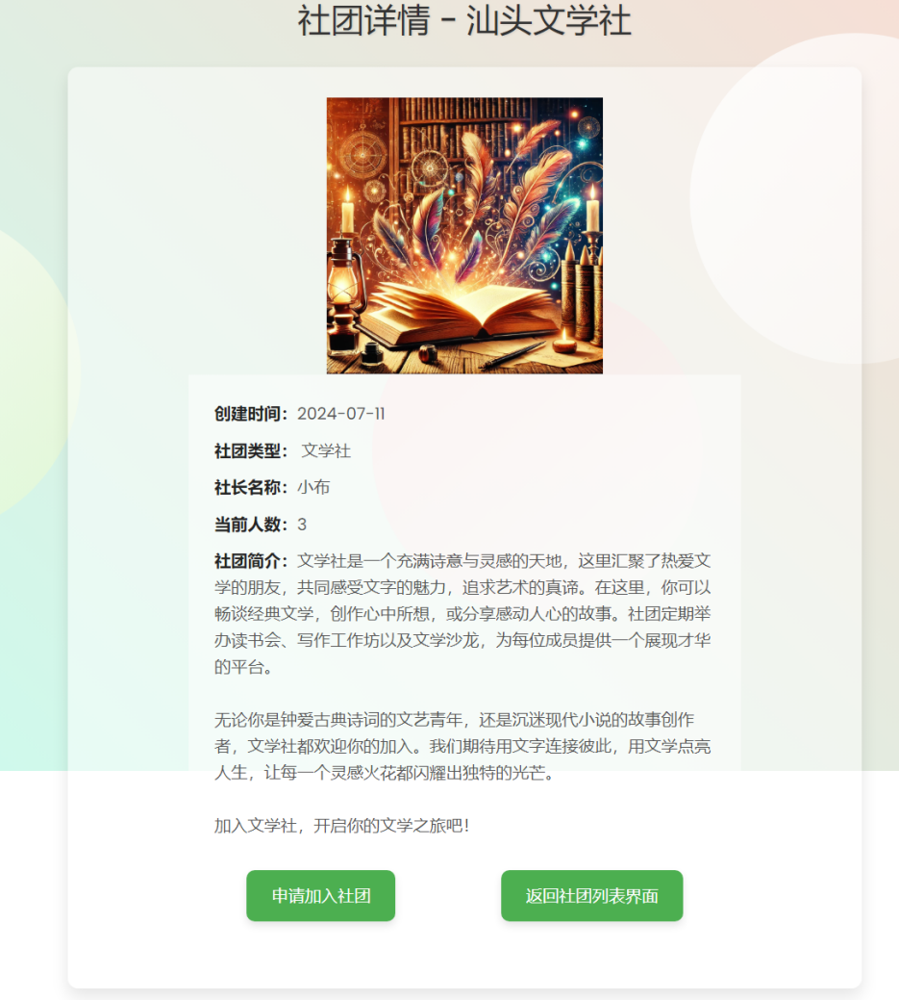 社团详情 - 汕头文学社
创建时间：2024-07-11
社团类型： 文学社
社长名称：小布
当前人数：3
社团简介：文学社是一个充满诗意与灵感的天地，这里汇聚了热爱文
学的朋友，共同感受文字的魅力，追求艺术的真谛。在这里，你可以
畅谈经典文学，创作心中所想，或分享感动人心的故事。社团定期举
办读书会、写作工作坊以及文学沙龙，为每位成员提供一个展现才华
的平台。
无论你是钟爱古典诗词的文艺青年，还是沉迷现代小说的故事创作
者，文学社都欢迎你的加入。我们期待用文字连接彼此，用文学点亮
人生，让每一个灵感火花都闪耀出独特的光芒。
加入文学社，开启你的文学之旅吧！
申请加入社团
返回社团列表界面